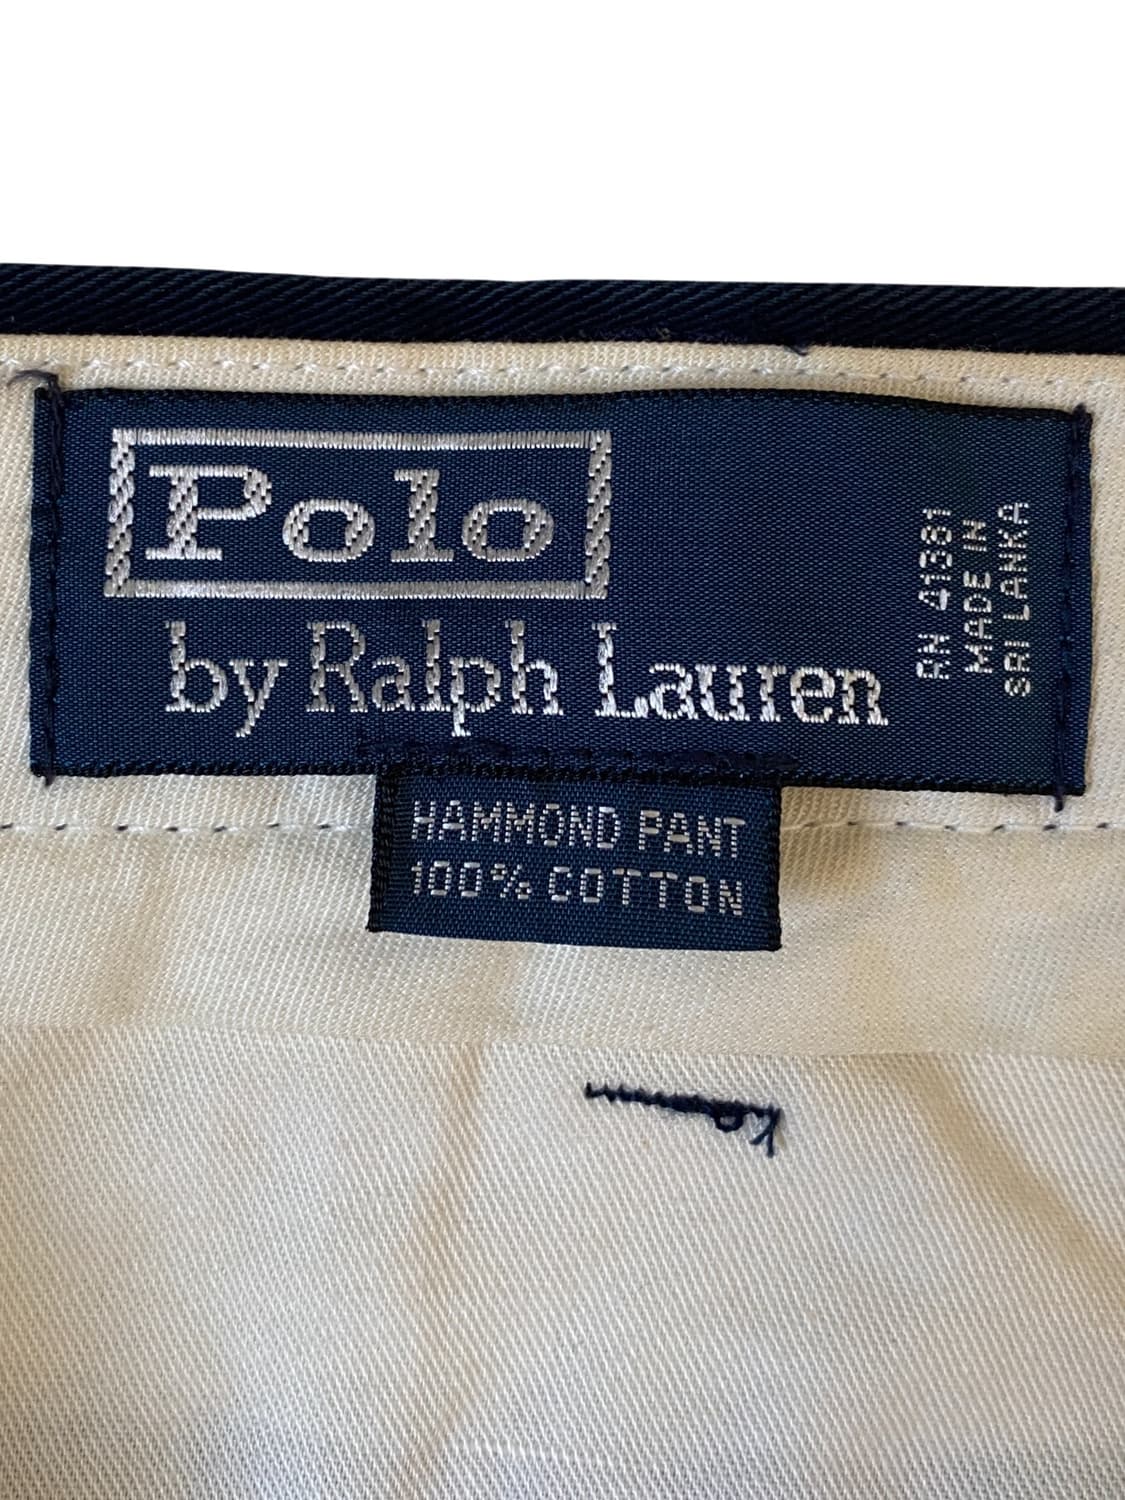 Polo
by Ralph Lauren
RN 41381
MADE IN
SRI LANKA
HAMMOND PANT
100% COTTON